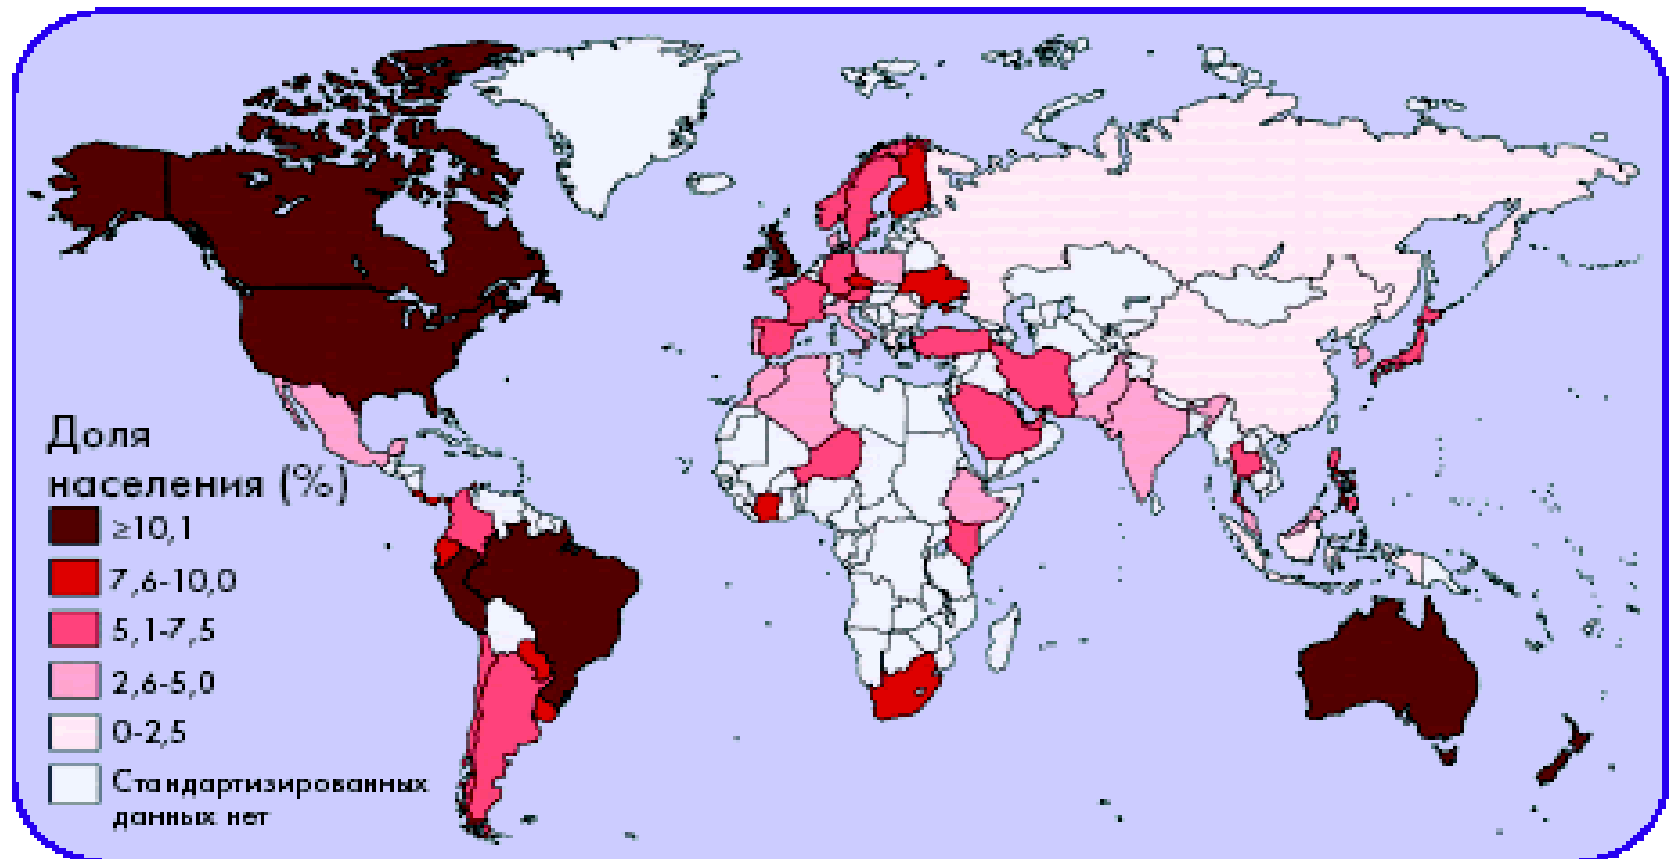 Доля
населения (%)
≥10,1
7,6-10,0
5,1-7,5
2,6-5,0
0-2,5
Стандартизированных
данных нет